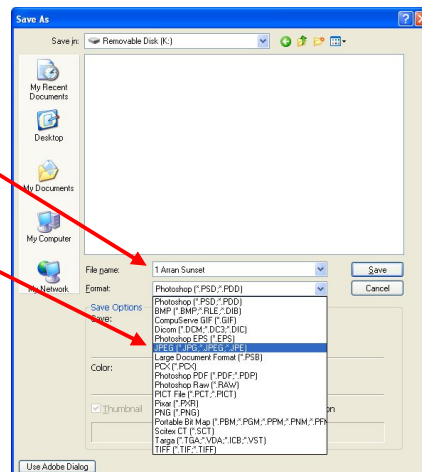 Save As
Save in: Removable Disk (K:)
My Recent
Documents
Desktop
My Documents
My Computer
My Network
File name: 1 Arran Sunset Save
Format: Photoshop (*.PSD;*.PDD) Cancel
Photoshop (*.PSD;*.PDD)
BMP (*.BMP;*.RLE;*.DIB)
CompuServe GIF (*.GIF)
Dicom (*.DCM;*.DC3;*.DIC)
Photoshop EPS (*.EPS)
JPEG (*.JPG;*.JPEG;*.JPE)
Large Document Format (*.PSB)
PCX (*.PCX)
Photoshop PDF (*.PDF;*.PDP)
Photoshop Raw (*.RAW)
PICT File (*.PCT;*.PICT)
Pixar (*.PXR)
PNG (*.PNG)
Portable Bit Map (*.PBM;*.PGM;*.PPM;*.PNM;*.PFM
Scitex CT (*.SCT)
Targa (*.TGA;*.VDA;*.ICB;*.VST)
TIFF (*.TIF;*.TIFF)
Save Options
Save:
Color:
Thumbnail on
Use Adobe Dialog